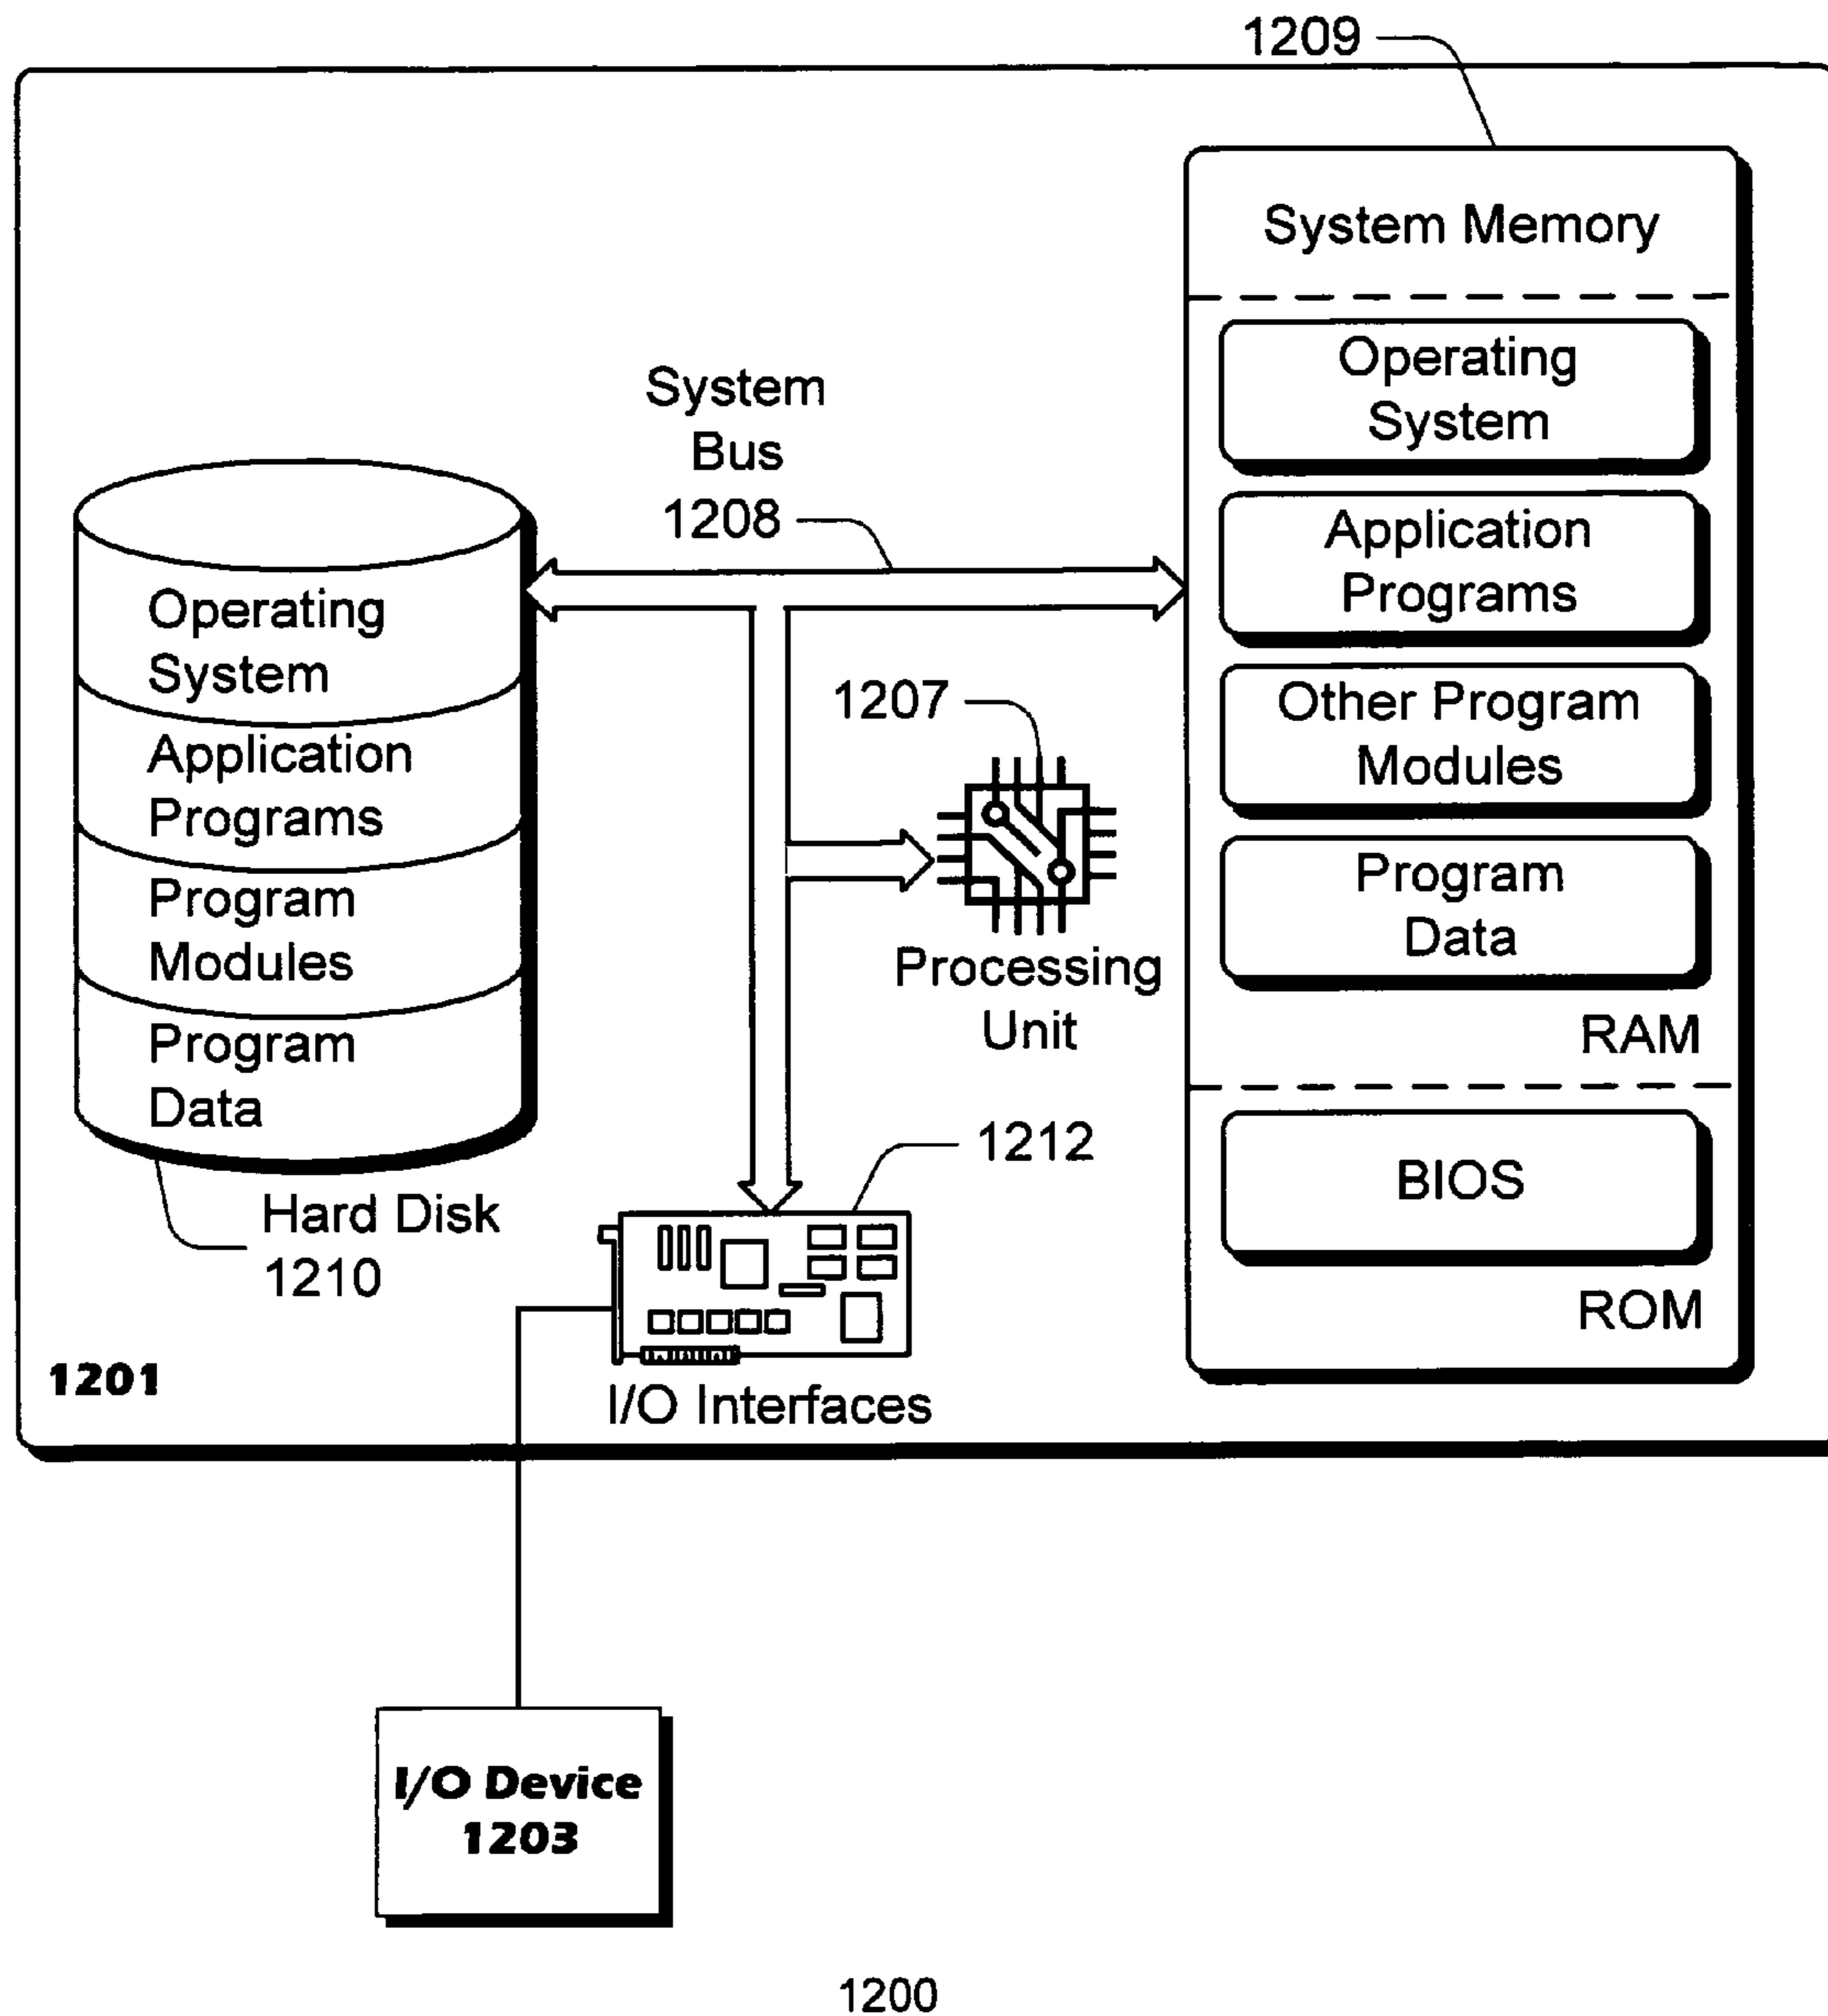 1209
System Memory
Operating
System
Application
Programs
Other Program
Modules
Program
Data
RAM
BIOS
ROM
System
Bus
1208
Operating
System
Application
Programs
Program
Modules
Program
Data
Hard Disk
1210
1207
Processing
Unit
1212
I/O Interfaces
1201
I/O Device
1203
1200